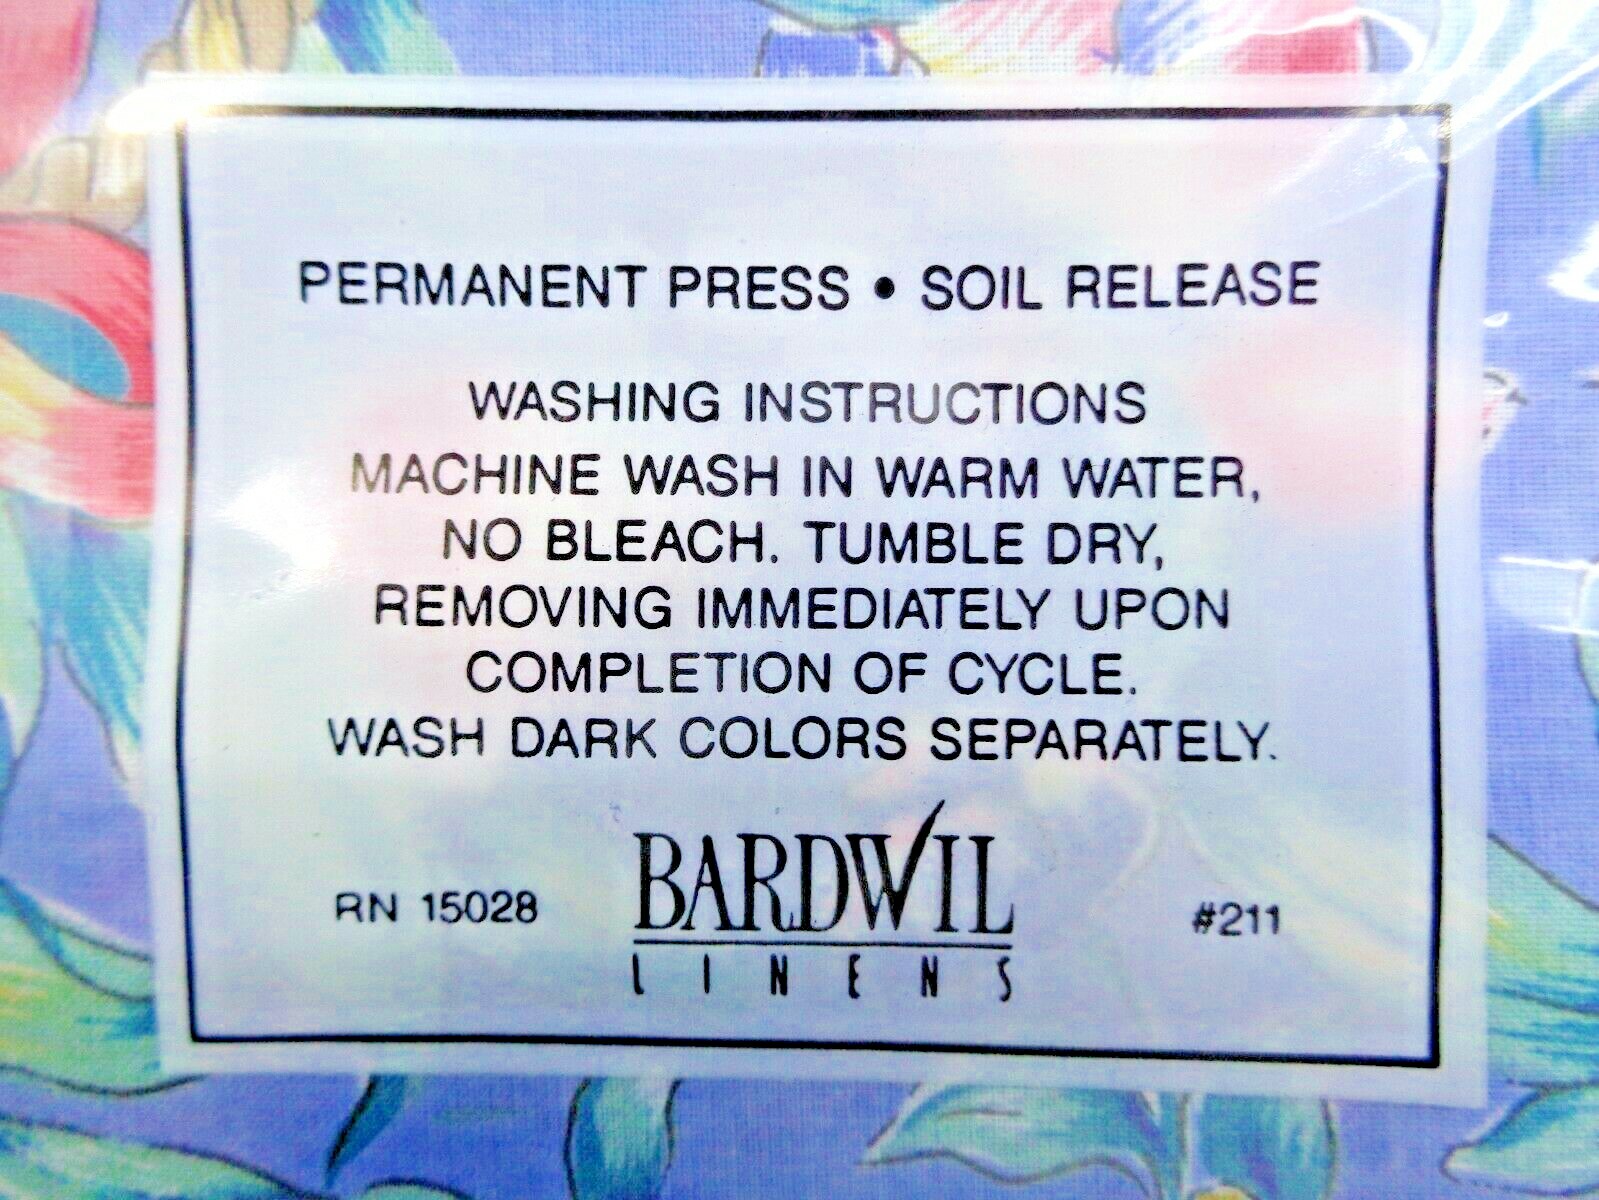 PERMANENT PRESS • SOIL RELEASE
WASHING INSTRUCTIONS
MACHINE WASH IN WARM WATER,
NO BLEACH. TUMBLE DRY,
REMOVING IMMEDIATELY UPON
COMPLETION OF CYCLE.
WASH DARK COLORS SEPARATELY.
RN 15028
BARDWIL
LINENS
#211